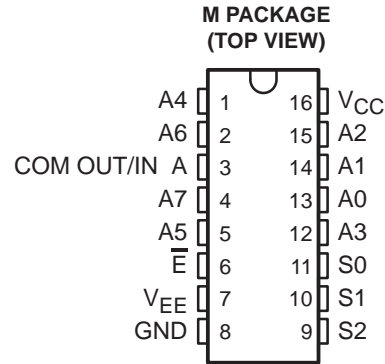 M PACKAGE
(TOP VIEW)
A4 1 16 VCC
A6 2 15 A2
COM OUT/IN A 3 14 A1
A7 4 13 A0
A5 5 12 A3
E̅ 6 11 S0
VEE 7 10 S1
GND 8 9 S2